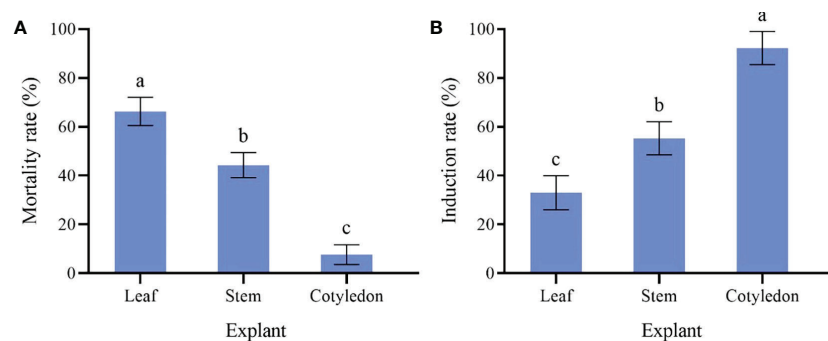 A
Mortality rate (%)
100
80
60
40
20
0
a
b
c
Leaf Stem Cotyledon
Explant
B
Induction rate (%)
100
80
60
40
20
0
c
b
a
Leaf Stem Cotyledon
Explant